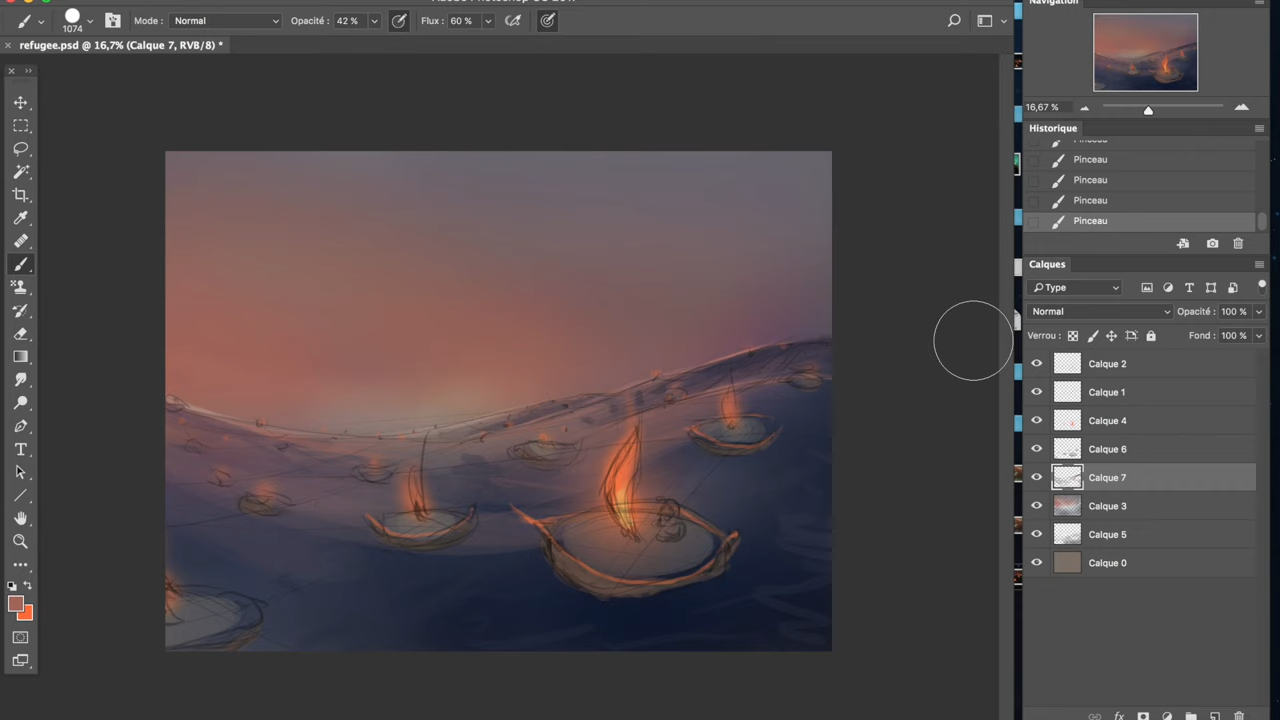 Navigation
Mode : Normal Opacité : 42 % Flux : 60 %
1074
refugee.psd @ 16,7% (Calque 7, RVB/8) *
16,67 %
Historique
Pinceau
Pinceau
Pinceau
Pinceau
Pinceau
Calques
Type
Normal Opacité : 100 %
Verrou : Fond : 100 %
Calque 2
Calque 1
Calque 4
Calque 6
Calque 7
Calque 3
Calque 5
Calque 0
fx